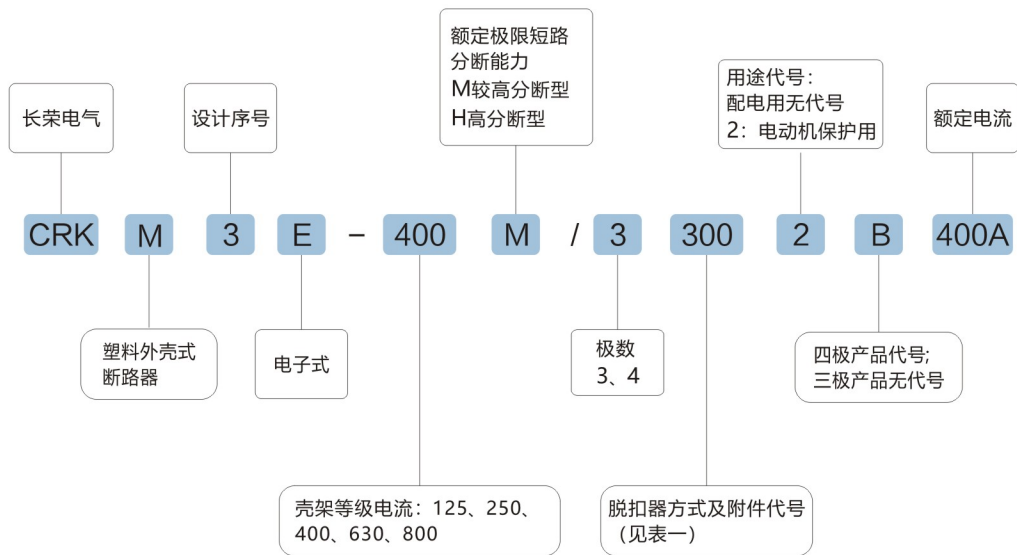 额定极限短路
分断能力
M较高分断型
H高分断型
用途代号：
配电用无代号
2：电动机保护用
长荣电气
设计序号
额定电流
CRK M 3 E - 400 M / 3 300 2 B 400A
塑料外壳式
断路器
电子式
极数
3、4
四极产品代号;
三极产品无代号
壳架等级电流：125、250、
400、630、800
脱扣器方式及附件代号
（见表一）